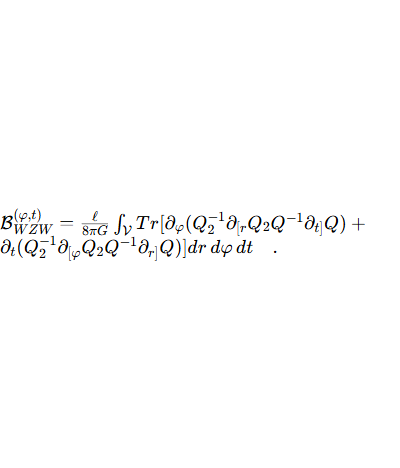 $\mathcal{B}_{WZW}^{(\varphi,t)} = \frac{\ell}{8\pi G} \int_{\mathcal{V}} Tr[\partial_{\varphi}(Q_2^{-1}\partial_{[r}Q_2Q^{-1}\partial_{t]}Q) +$
$\partial_t(Q_2^{-1}\partial_{[\varphi}Q_2Q^{-1}\partial_{r]}Q)]dr\,d\varphi\,dt \quad .$